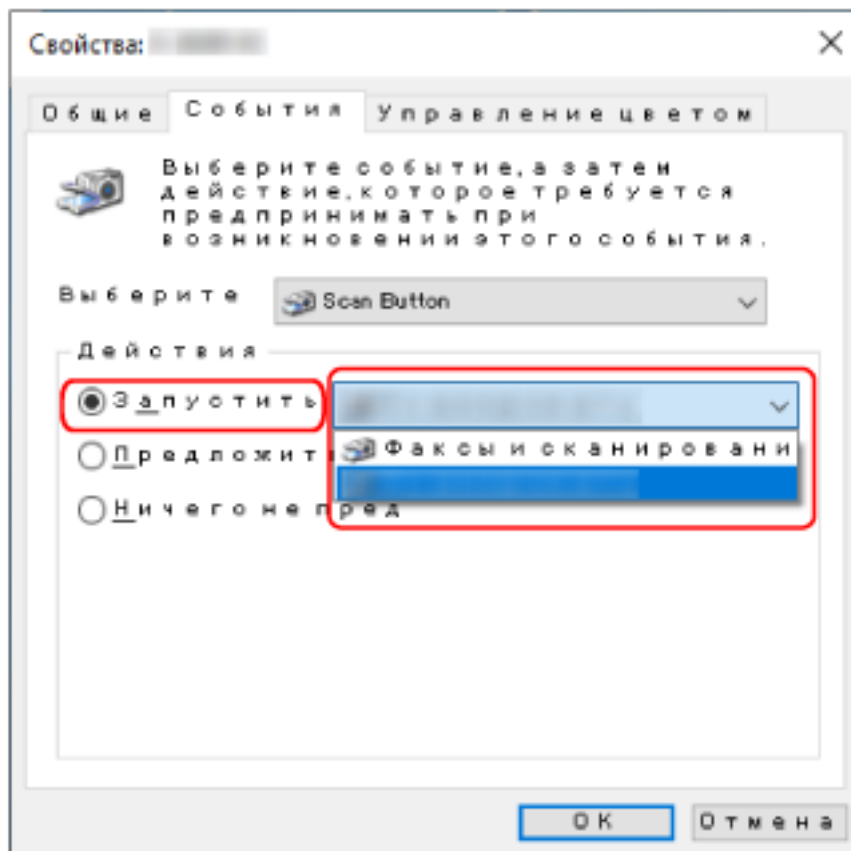 Свойства:
Общие События Управление цветом
Выберите событие, а затем
действие, которое требуется
предпринимать при
возникновении этого события.
Выберите Scan Button
Действия
Запустить
Факсы и сканировани
Ничего не пред
OK Отмена